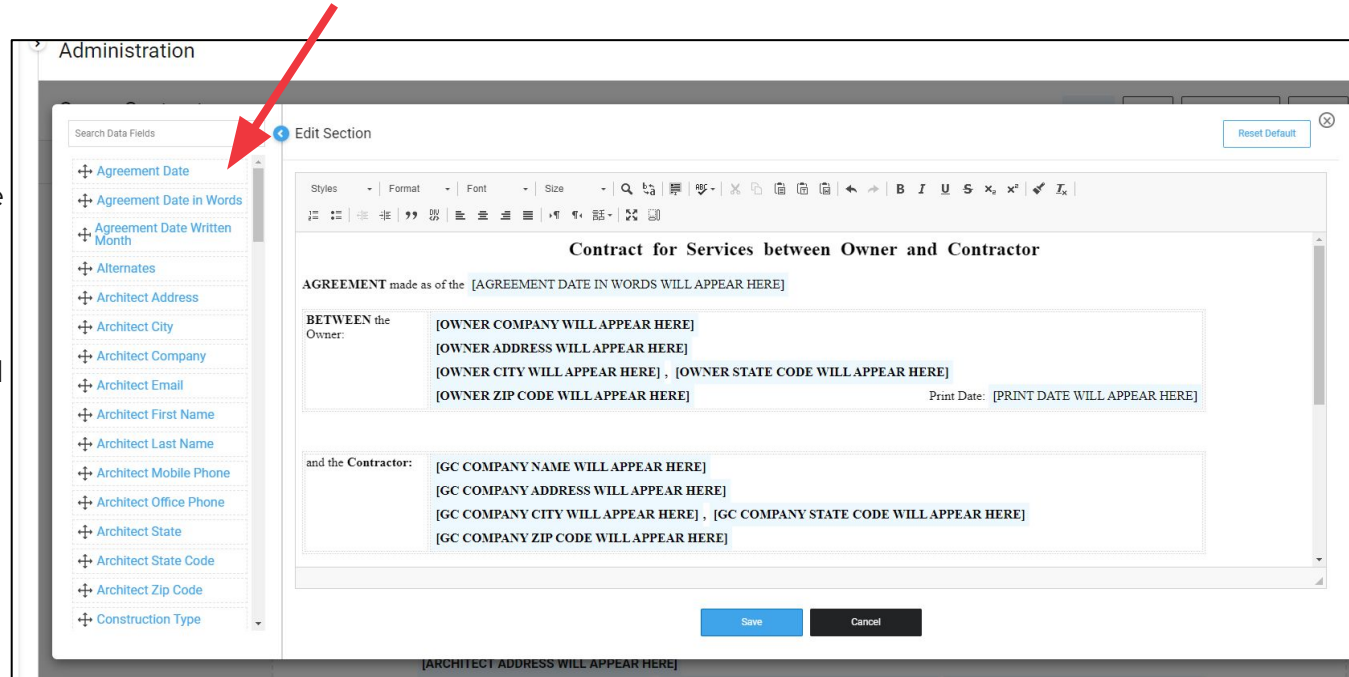 Administration
Search Data Fields
Edit Section
Reset Default
Agreement Date
Agreement Date in Words
Agreement Date Written
Month
Alternates
Architect Address
Architect City
Architect Company
Architect Email
Architect First Name
Architect Last Name
Architect Mobile Phone
Architect Office Phone
Architect State
Architect State Code
Architect Zip Code
Construction Type
Styles Format Font Size B I U S x₂ x² Tx
Contract for Services between Owner and Contractor
AGREEMENT made as of the [AGREEMENT DATE IN WORDS WILL APPEAR HERE]
BETWEEN the
Owner:
[OWNER COMPANY WILL APPEAR HERE]
[OWNER ADDRESS WILL APPEAR HERE]
[OWNER CITY WILL APPEAR HERE] , [OWNER STATE CODE WILL APPEAR HERE]
[OWNER ZIP CODE WILL APPEAR HERE] Print Date: [PRINT DATE WILL APPEAR HERE]
and the Contractor:
[GC COMPANY NAME WILL APPEAR HERE]
[GC COMPANY ADDRESS WILL APPEAR HERE]
[GC COMPANY CITY WILL APPEAR HERE] , [GC COMPANY STATE CODE WILL APPEAR HERE]
[GC COMPANY ZIP CODE WILL APPEAR HERE]
Save Cancel
[ARCHITECT ADDRESS WILL APPEAR HERE]